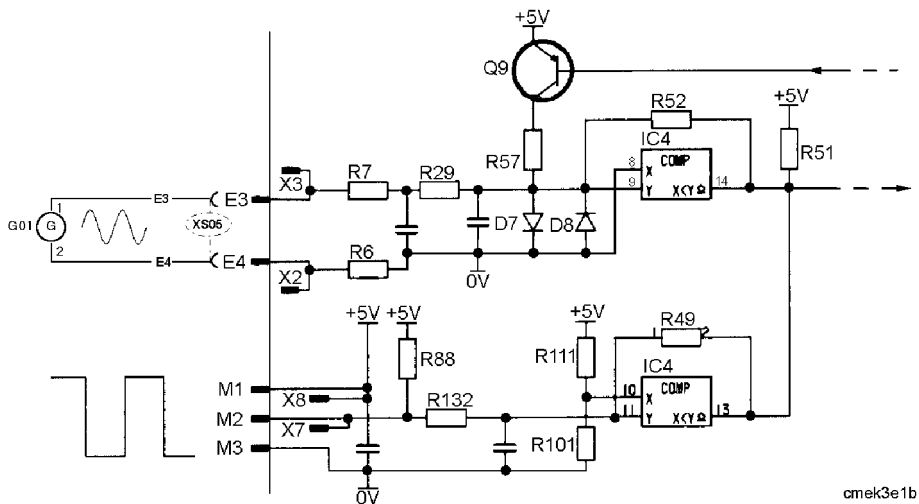 +5V
Q9
R52
+5V
IC4
R51
R57
8
X
COMP
9
Y
X<Y Ω
14
X3
R7
R29
E3
E3
1
G01
G
XS05
D7
D8
2
E4
E4
R6
X2
0V
+5V
+5V
+5V
R49
1
R88
R111
IC4
M1
X8
10
X
COMP
M2
R132
11
Y
X<Y Ω
13
X7
M3
R101
0V
cmek3e1b